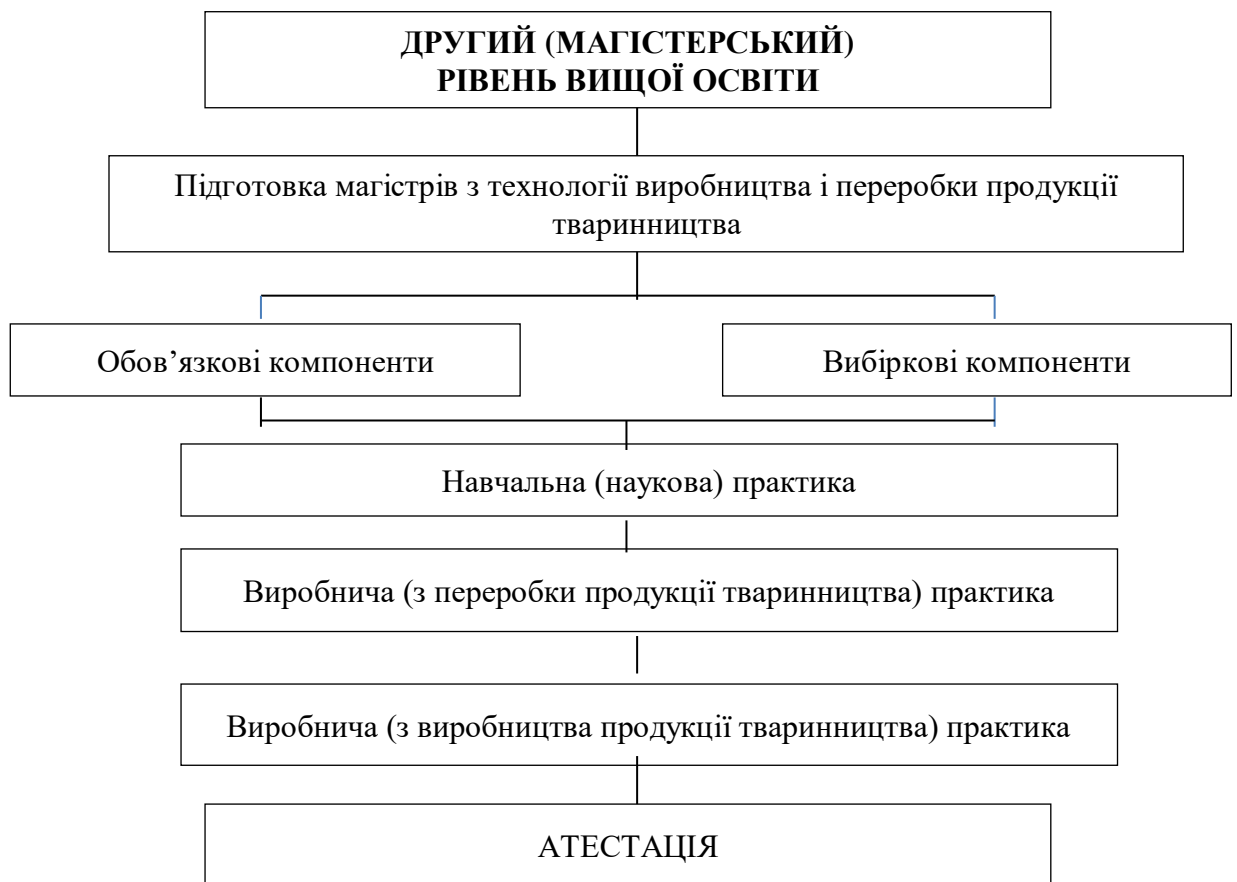 ДРУГИЙ (МАГІСТЕРСЬКИЙ)
РІВЕНЬ ВИЩОЇ ОСВІТИ
Підготовка магістрів з технології виробництва і переробки продукції
тваринництва
Обов’язкові компоненти
Вибіркові компоненти
Навчальна (наукова) практика
Виробнича (з переробки продукції тваринництва) практика
Виробнича (з виробництва продукції тваринництва) практика
АТЕСТАЦІЯ